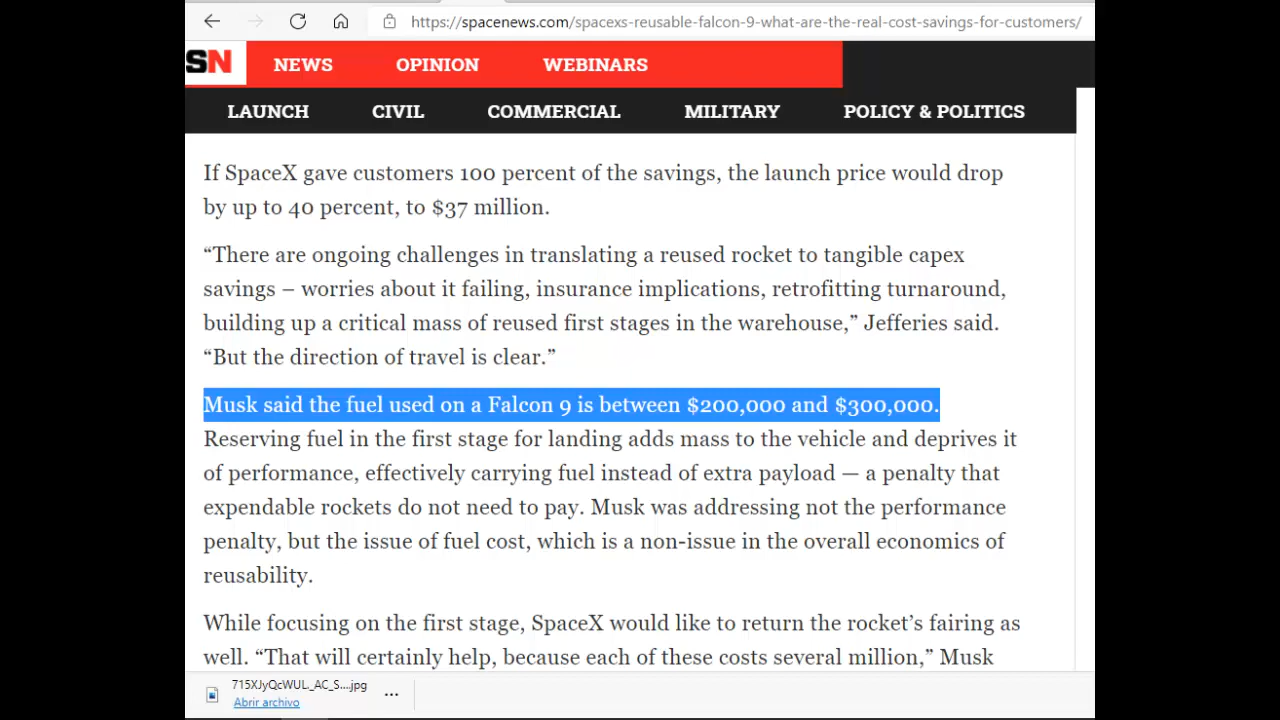 https://spacenews.com/spacexs-reusable-falcon-9-what-are-the-real-cost-savings-for-customers/
SN NEWS OPINION WEBINARS
LAUNCH CIVIL COMMERCIAL MILITARY POLICY & POLITICS
If SpaceX gave customers 100 percent of the savings, the launch price would drop
by up to 40 percent, to $37 million.
“There are ongoing challenges in translating a reused rocket to tangible capex
savings – worries about it failing, insurance implications, retrofitting turnaround,
building up a critical mass of reused first stages in the warehouse,” Jefferies said.
“But the direction of travel is clear.”
Musk said the fuel used on a Falcon 9 is between $200,000 and $300,000.
Reserving fuel in the first stage for landing adds mass to the vehicle and deprives it
of performance, effectively carrying fuel instead of extra payload — a penalty that
expendable rockets do not need to pay. Musk was addressing not the performance
penalty, but the issue of fuel cost, which is a non-issue in the overall economics of
reusability.
While focusing on the first stage, SpaceX would like to return the rocket’s fairing as
well. “That will certainly help, because each of these costs several million,” Musk
715XJyQcWUL._AC_S....jpg
Abrir archivo